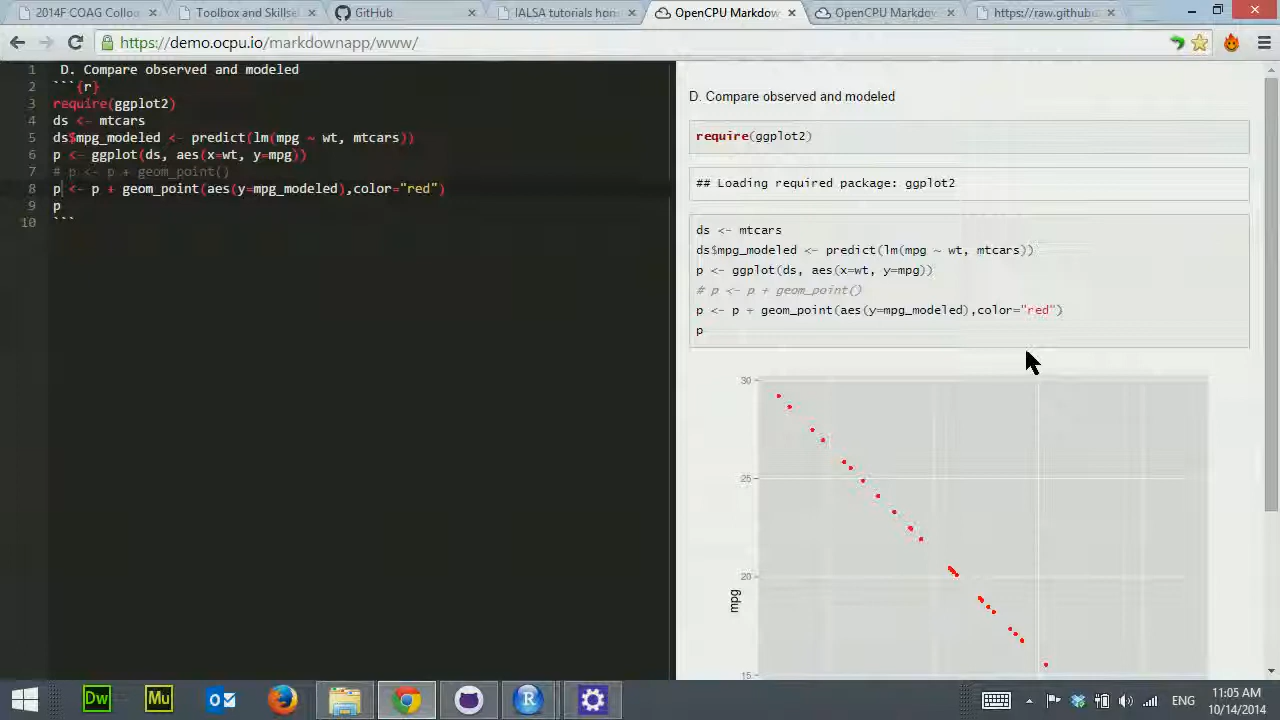 2014F COAG Collo
Toolbox and Skillse
GitHub
IALSA tutorials hom
OpenCPU Markdow
OpenCPU Markdow
https://raw.github
https://demo.ocpu.io/markdownapp/www/
1 D. Compare observed and modeled
2 ```{r}
3 require(ggplot2)
4 ds <- mtcars
5 ds$mpg_modeled <- predict(lm(mpg ~ wt, mtcars))
6 p <- ggplot(ds, aes(x=wt, y=mpg))
7 # p <- p + geom_point()
8 p <- p + geom_point(aes(y=mpg_modeled),color="red")
9 p
10 ```
D. Compare observed and modeled
require(ggplot2)
## Loading required package: ggplot2
ds <- mtcars
ds$mpg_modeled <- predict(lm(mpg ~ wt, mtcars))
p <- ggplot(ds, aes(x=wt, y=mpg))
# p <- p + geom_point()
p <- p + geom_point(aes(y=mpg_modeled),color="red")
p
30
25
20
mpg
15
Dw
Mu
R
ENG
11:05 AM
10/14/2014